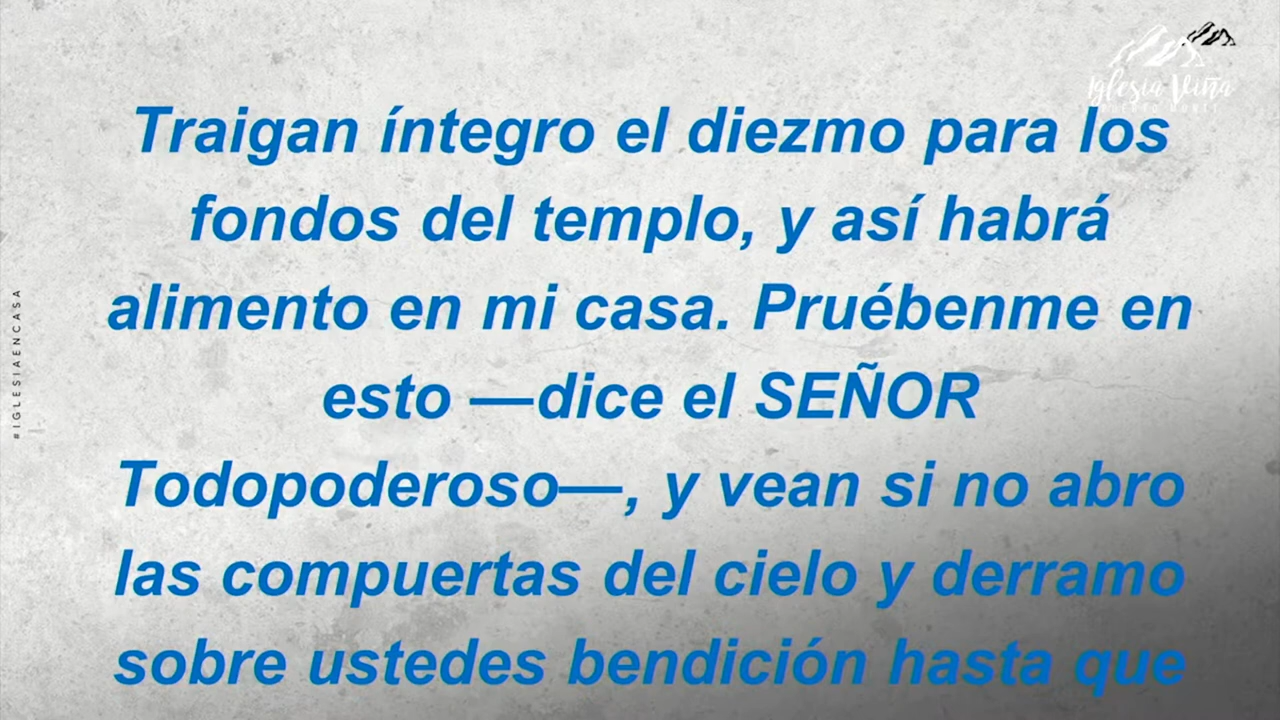 Iglesia Viña
Traigan íntegro el diezmo para los
fondos del templo, y así habrá
alimento en mi casa. Pruébenme en
esto —dice el SEÑOR
Todopoderoso—, y vean si no abro
las compuertas del cielo y derramo
sobre ustedes bendición hasta que
#IGLESIAENCASA